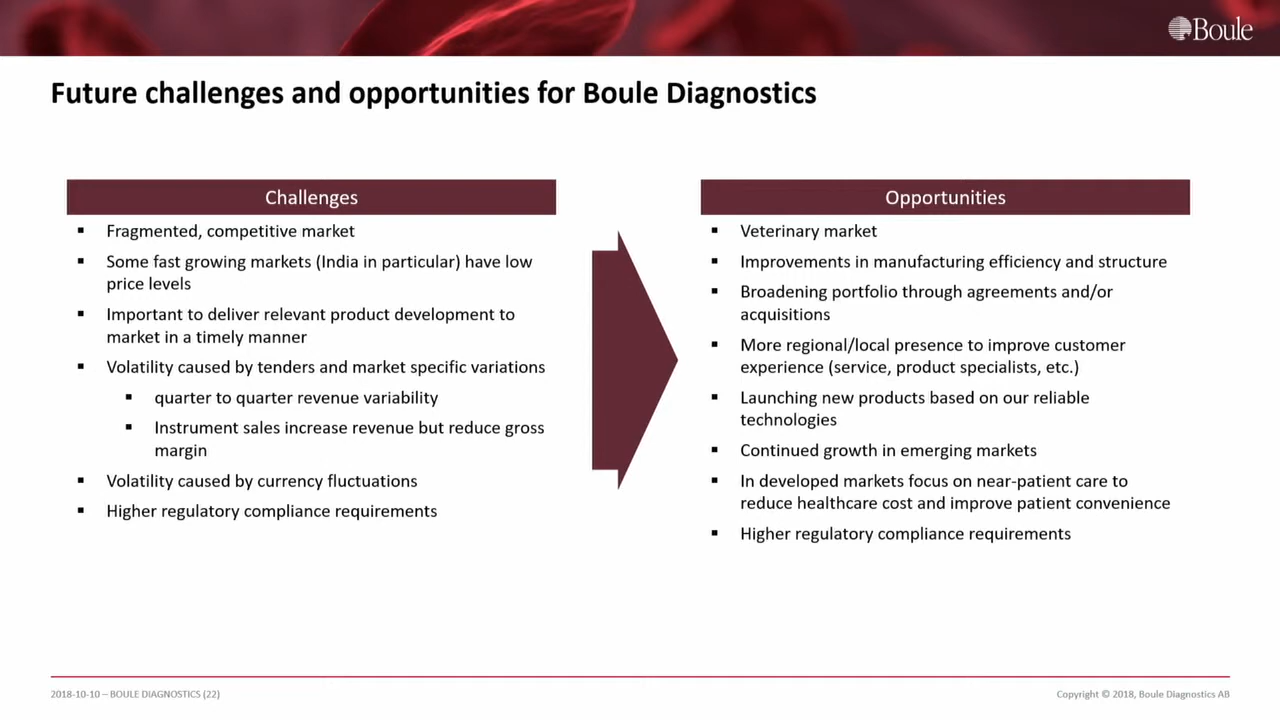 Boule
Future challenges and opportunities for Boule Diagnostics
Challenges
▪ Fragmented, competitive market
▪ Some fast growing markets (India in particular) have low
price levels
▪ Important to deliver relevant product development to
market in a timely manner
▪ Volatility caused by tenders and market specific variations
▪ quarter to quarter revenue variability
▪ Instrument sales increase revenue but reduce gross
margin
▪ Volatility caused by currency fluctuations
▪ Higher regulatory compliance requirements
Opportunities
▪ Veterinary market
▪ Improvements in manufacturing efficiency and structure
▪ Broadening portfolio through agreements and/or
acquisitions
▪ More regional/local presence to improve customer
experience (service, product specialists, etc.)
▪ Launching new products based on our reliable
technologies
▪ Continued growth in emerging markets
▪ In developed markets focus on near-patient care to
reduce healthcare cost and improve patient convenience
▪ Higher regulatory compliance requirements
2018-10-10 – BOULE DIAGNOSTICS (22)
Copyright © 2018, Boule Diagnostics AB